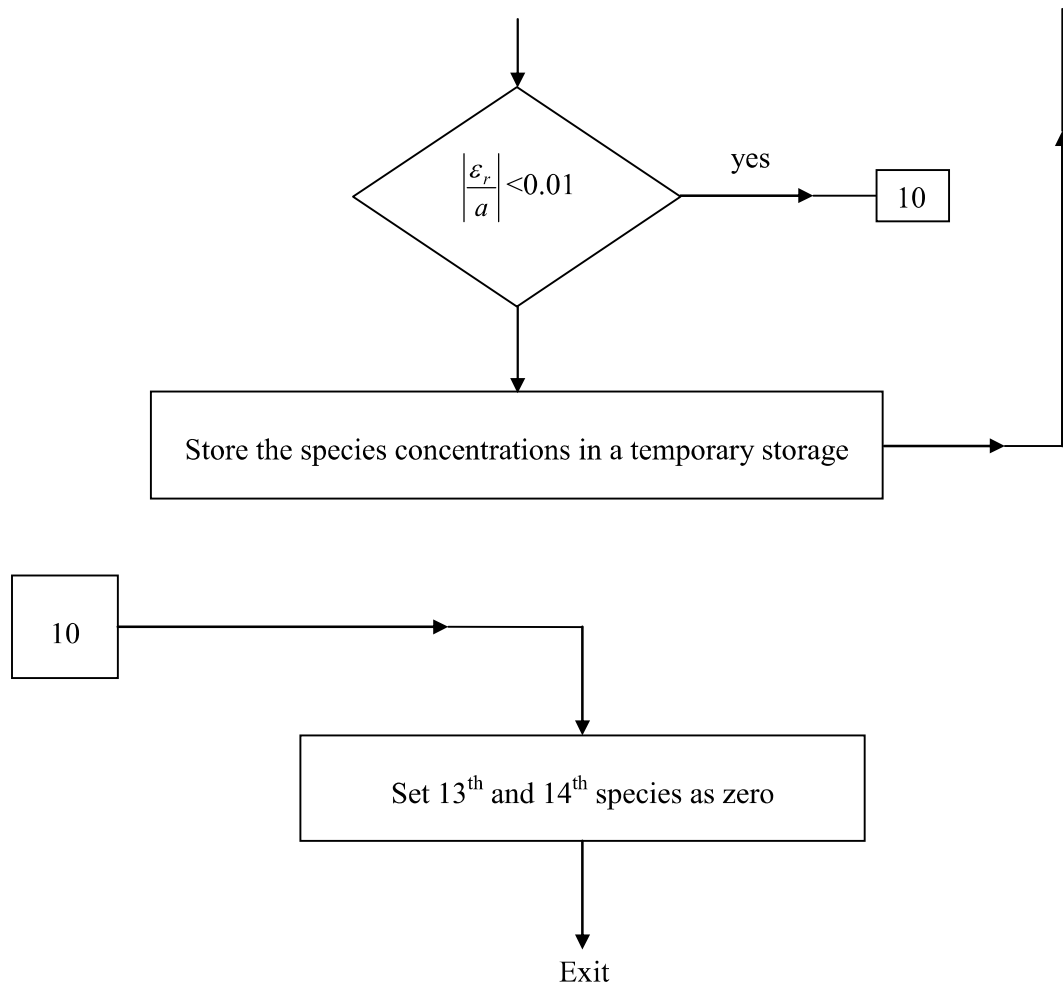 yes
|ε_r/a| <0.01
10
Store the species concentrations in a temporary storage
10
Set 13th and 14th species as zero
Exit